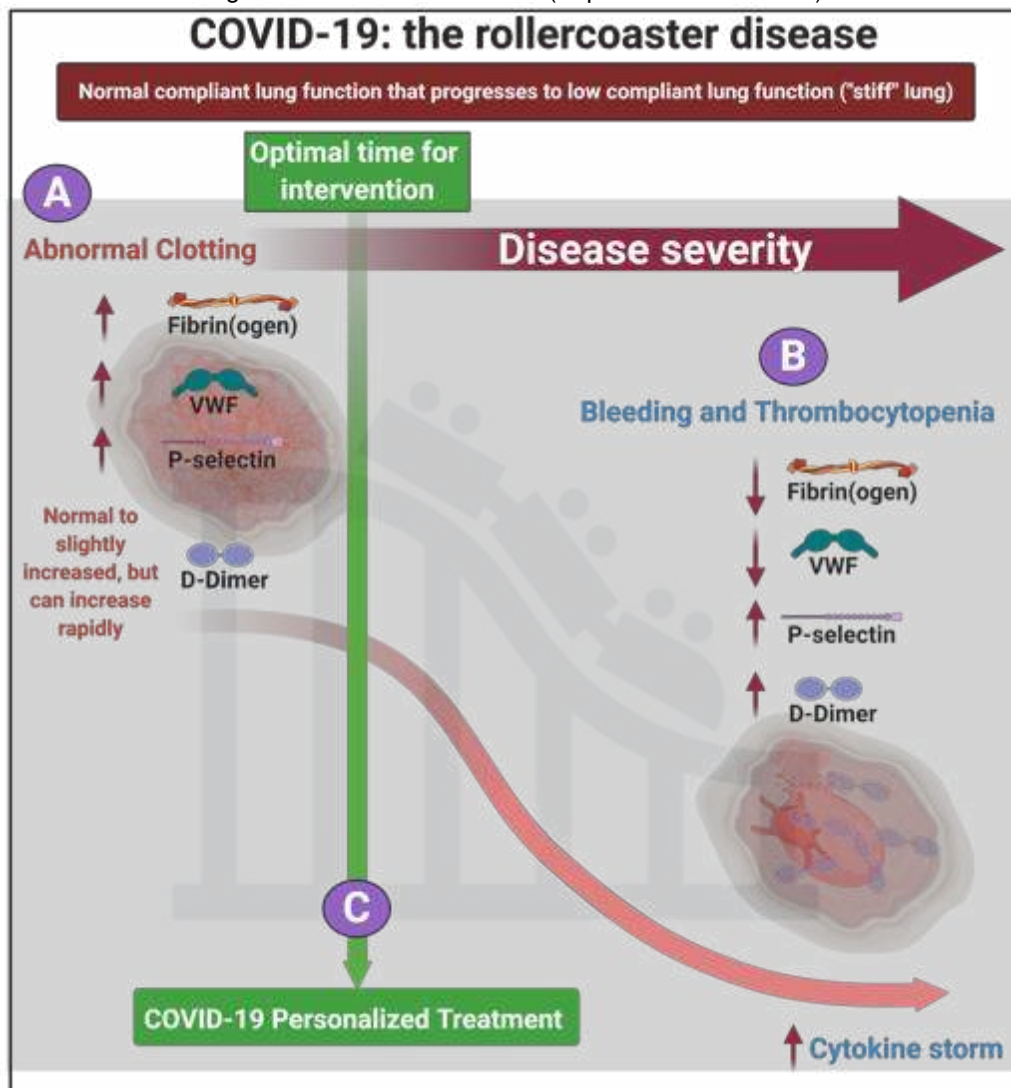 COVID-19: the rollercoaster disease
Normal compliant lung function that progresses to low compliant lung function ("stiff" lung)
Optimal time for
intervention
A
Abnormal Clotting
Disease severity
Fibrin(ogen)
VWF
P-selectin
Normal to
slightly
increased, but
can increase
rapidly
D-Dimer
B
Bleeding and Thrombocytopenia
Fibrin(ogen)
VWF
P-selectin
D-Dimer
C
COVID-19 Personalized Treatment
Cytokine storm